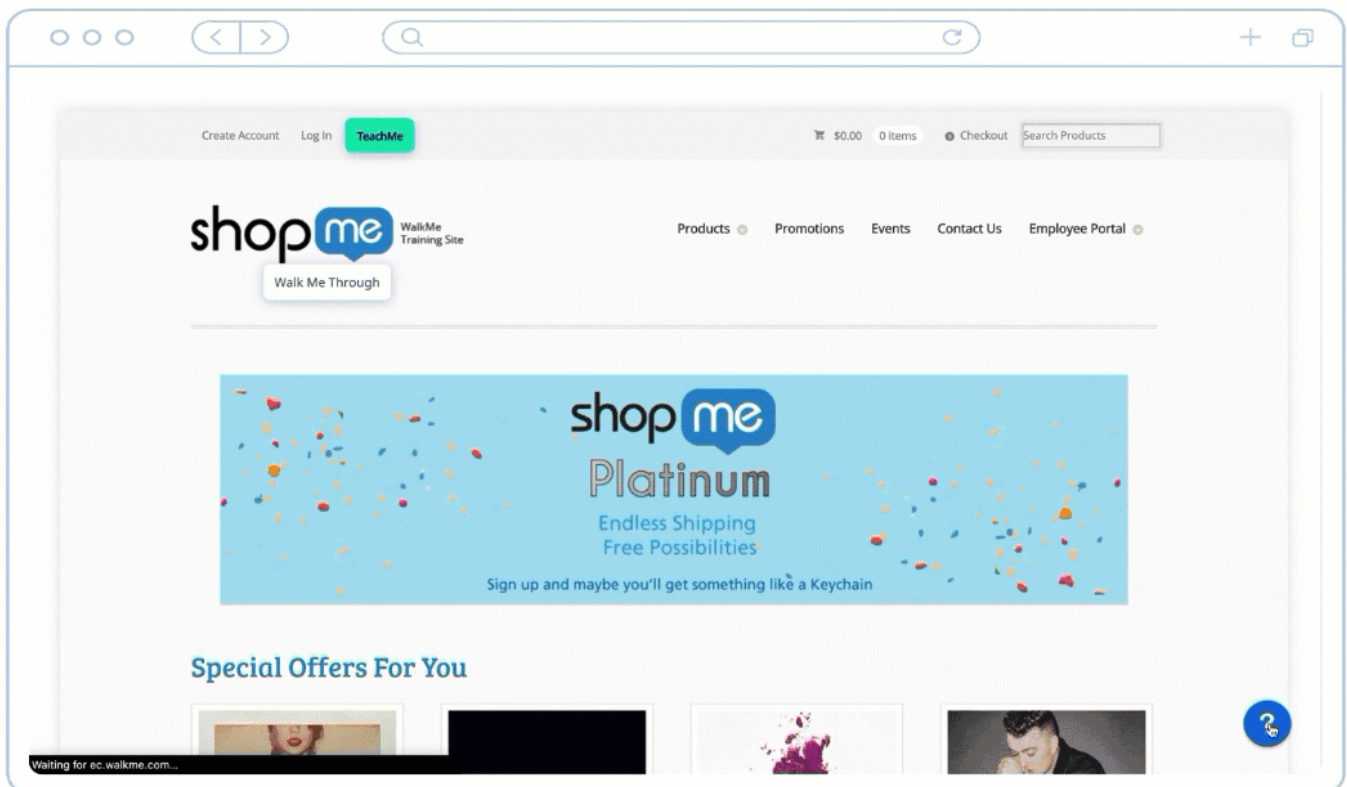 Create Account Log In TeachMe $0.00 0 items Checkout Search Products
shop me WalkMe
Training Site
Products Promotions Events Contact Us Employee Portal
Walk Me Through
shop me
Platinum
Endless Shipping
Free Possibilities
Sign up and maybe you'll get something like a Keychain
Special Offers For You
?
Waiting for ec.walkme.com...